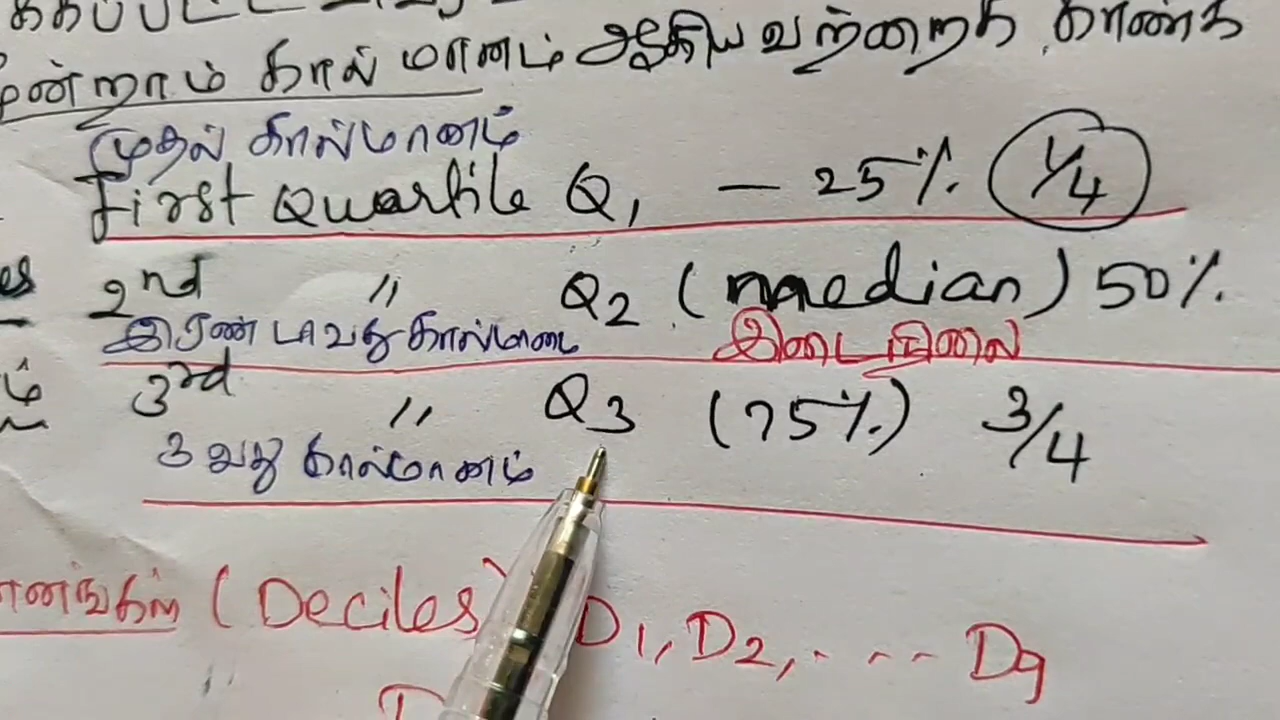 மூன்றாம் கால் மானம் ஆகியவற்றைக் காண்க
முதல் கால்மானம்
First Quartile Q1 — 25% 1/4
2nd " Q2 (median) 50%
இரண்டாவது கால்மானம் இடைநிலை
3rd " Q3 (75%) 3/4
3 வது கால்மானம்
(Deciles) D1, D2, . - - - D9